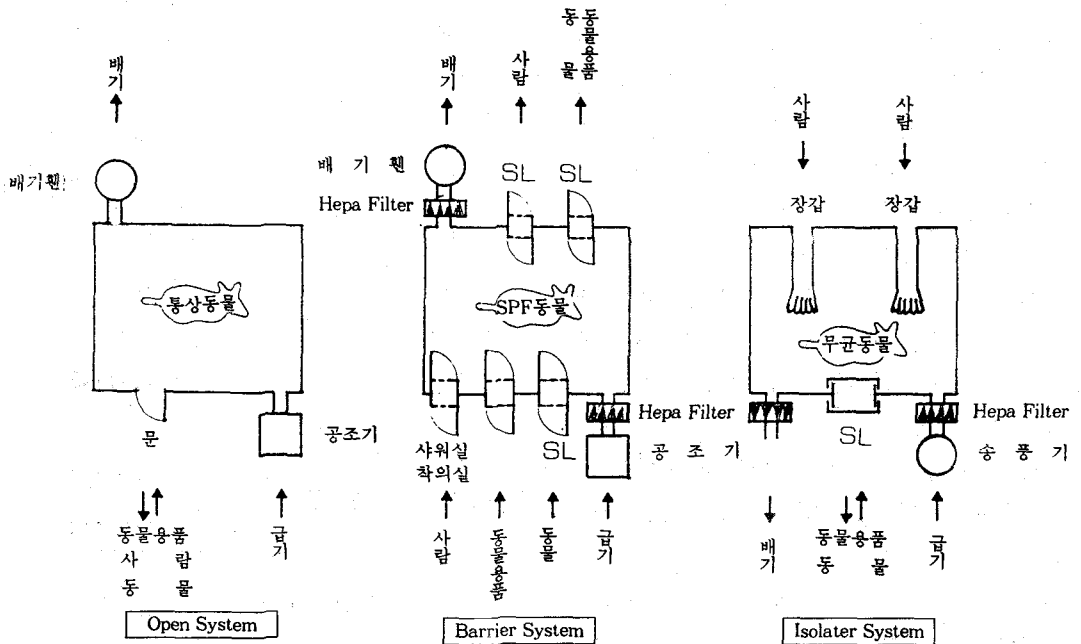 배기
배기휀
통상동물
문
공조기
동물용품
사람
동물
급기
Open System
배기
사람
동물
동물용품
배기휀
Hepa Filter
SL
SL
SPF동물
샤워실
착의실
SL
Hepa Filter
공조기
사람
동물용품
동물
급기
Barrier System
사람
사람
장갑
장갑
무균동물
SL
Hepa Filter
송풍기
배기
동물용품
동물
급기
Isolater System